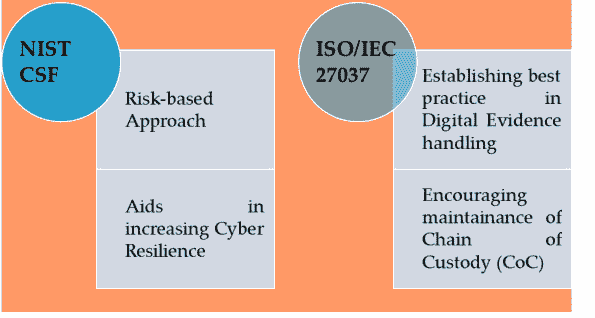 NIST
CSF
Risk-based
Approach
Aids in
increasing Cyber
Resilience
ISO/IEC
27037
Establishing best
practice in
Digital Evidence
handling
Encouraging
maintainance of
Chain of
Custody (CoC)